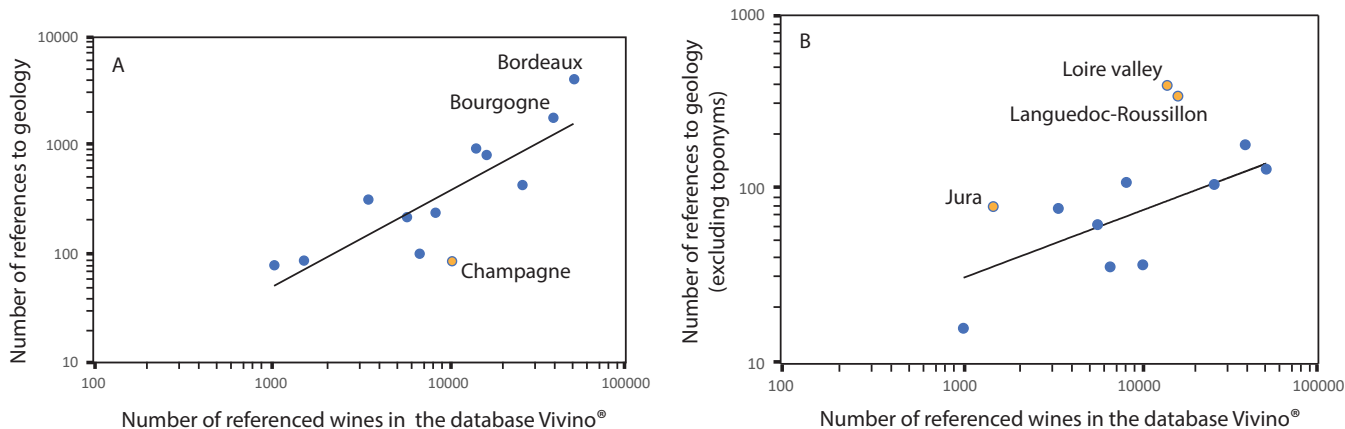 Number of references to geology
10000
1000
100
10
A
Bordeaux
Bourgogne
Champagne
100
1000
10000
100000
Number of referenced wines in the database Vivino®
Number of references to geology
(excluding toponyms)
1000
100
10
B
Loire valley
Languedoc-Roussillon
Jura
100
1000
10000
100000
Number of referenced wines in the database Vivino®